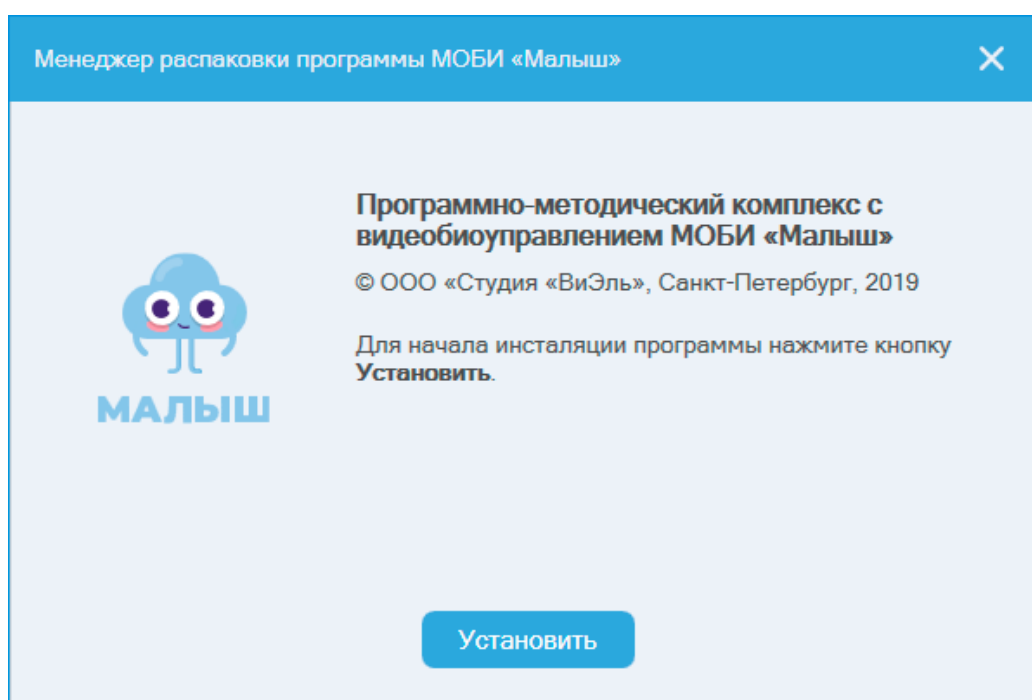 Менеджер распаковки программы МОБИ «Малыш»
Программно-методический комплекс с
видеобиоуправлением МОБИ «Малыш»
© ООО «Студия «ВиЭль», Санкт-Петербург, 2019
Для начала инсталяции программы нажмите кнопку
Установить.
МАЛЫШ
Установить